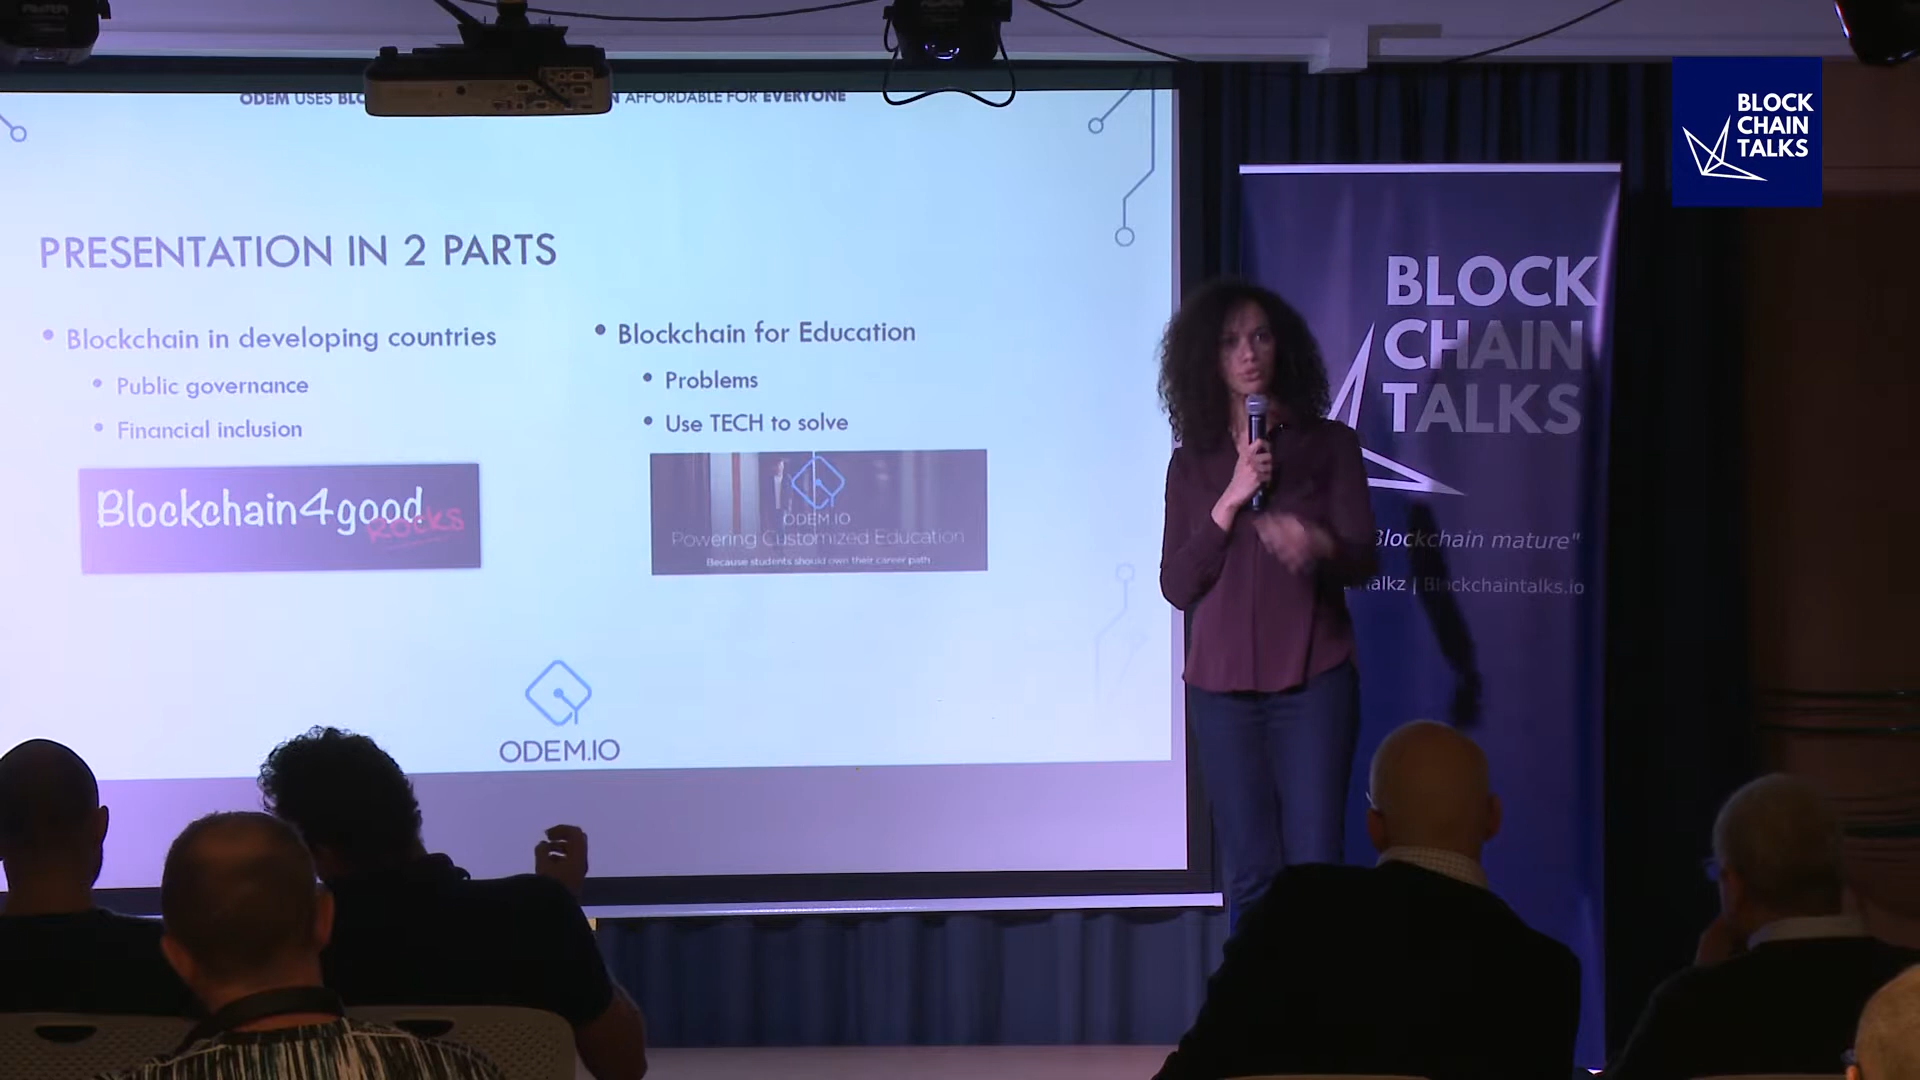 ODEM USES BLOC
N AFFORDABLE FOR EVERYONE
PRESENTATION IN 2 PARTS
• Blockchain in developing countries
• Public governance
• Financial inclusion
Blockchain4good
Rocks
• Blockchain for Education
• Problems
• Use TECH to solve
ODEM.IO
Powering Customized Education
Because students should own their career path
ODEM.IO
BLOCK
CHAIN
TALKS
Blockchain mature"
| Blockchaintalks.io
BLOCK
CHAIN
TALKS